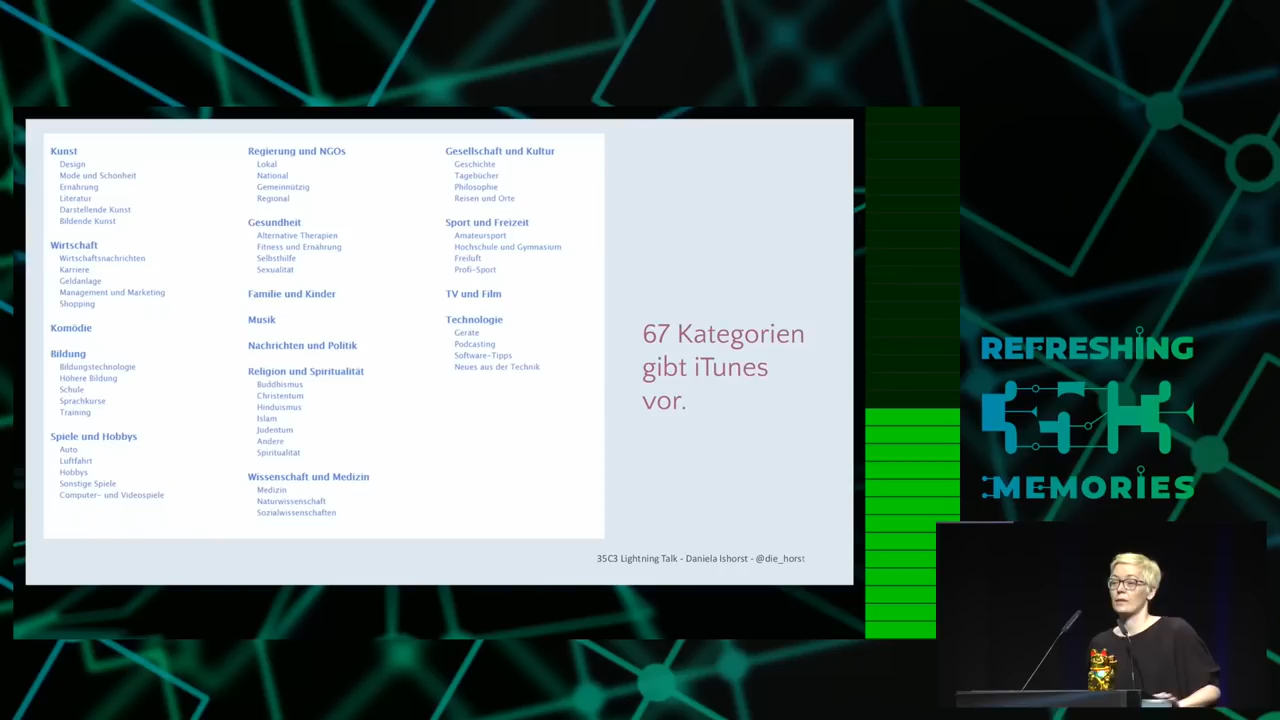 Kunst
Design
Mode und Schönheit
Ernährung
Literatur
Darstellende Kunst
Bildende Kunst
Wirtschaft
Wirtschaftsnachrichten
Karriere
Geldanlage
Management und Marketing
Shopping
Komödie
Bildung
Bildungstechnologie
Höhere Bildung
Schule
Sprachkurse
Training
Spiele und Hobbys
Auto
Luftfahrt
Hobbys
Sonstige Spiele
Computer- und Videospiele
Regierung und NGOs
Lokal
National
Gemeinnützig
Regional
Gesundheit
Alternative Therapien
Fitness und Ernährung
Selbsthilfe
Sexualität
Familie und Kinder
Musik
Nachrichten und Politik
Religion und Spiritualität
Buddhismus
Christentum
Hinduismus
Islam
Judentum
Andere
Spiritualität
Wissenschaft und Medizin
Medizin
Naturwissenschaft
Sozialwissenschaften
Gesellschaft und Kultur
Geschichte
Tagebücher
Philosophie
Reisen und Orte
Sport und Freizeit
Amateursport
Hochschule und Gymnasium
Freiluft
Profi-Sport
TV und Film
Technologie
Geräte
Podcasting
Software-Tipps
Neues aus der Technik
67 Kategorien
gibt iTunes
vor.
35C3 Lightning Talk - Daniela Ishorst - @die_horst
REFRESHING
MEMORIES